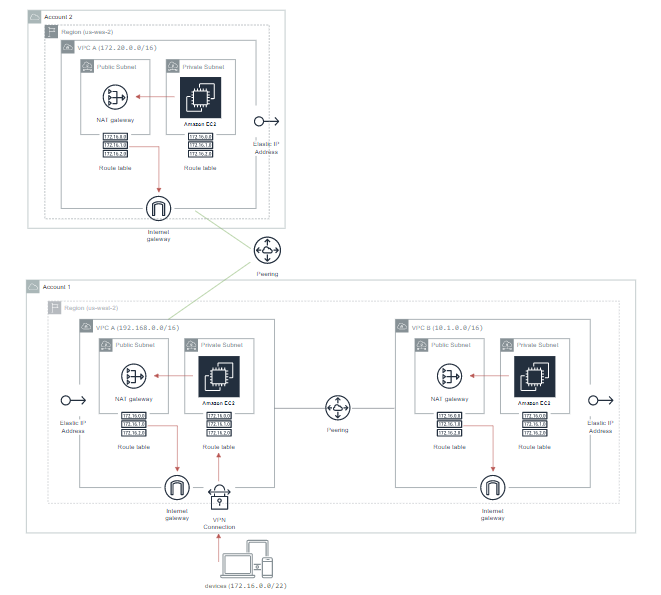 Account 2
Region (us-wes-2)
VPC A (172.20.0.0/16)
Public Subnet
Private Subnet
NAT gateway
Amazon EC2
172.16.0.0
172.16.1.0
172.16.2.0
172.16.0.0
172.16.1.0
172.16.2.0
Route table
Route table
Elastic IP
Address
Internet
gateway
Peering
Account 1
Region (us-west-2)
VPC A (192.168.0.0/16)
Public Subnet
Private Subnet
NAT gateway
Amazon EC2
172.16.0.0
172.16.1.0
172.16.2.0
172.16.0.0
172.16.1.0
172.16.2.0
Route table
Route table
Elastic IP
Address
Internet
gateway
VPN
Connection
Peering
VPC B (10.1.0.0/16)
Public Subnet
Private Subnet
NAT gateway
Amazon EC2
172.16.0.0
172.16.1.0
172.16.2.0
172.16.0.0
172.16.1.0
172.16.2.0
Route table
Route table
Elastic IP
Address
Internet
gateway
devices (172.16.0.0/22)